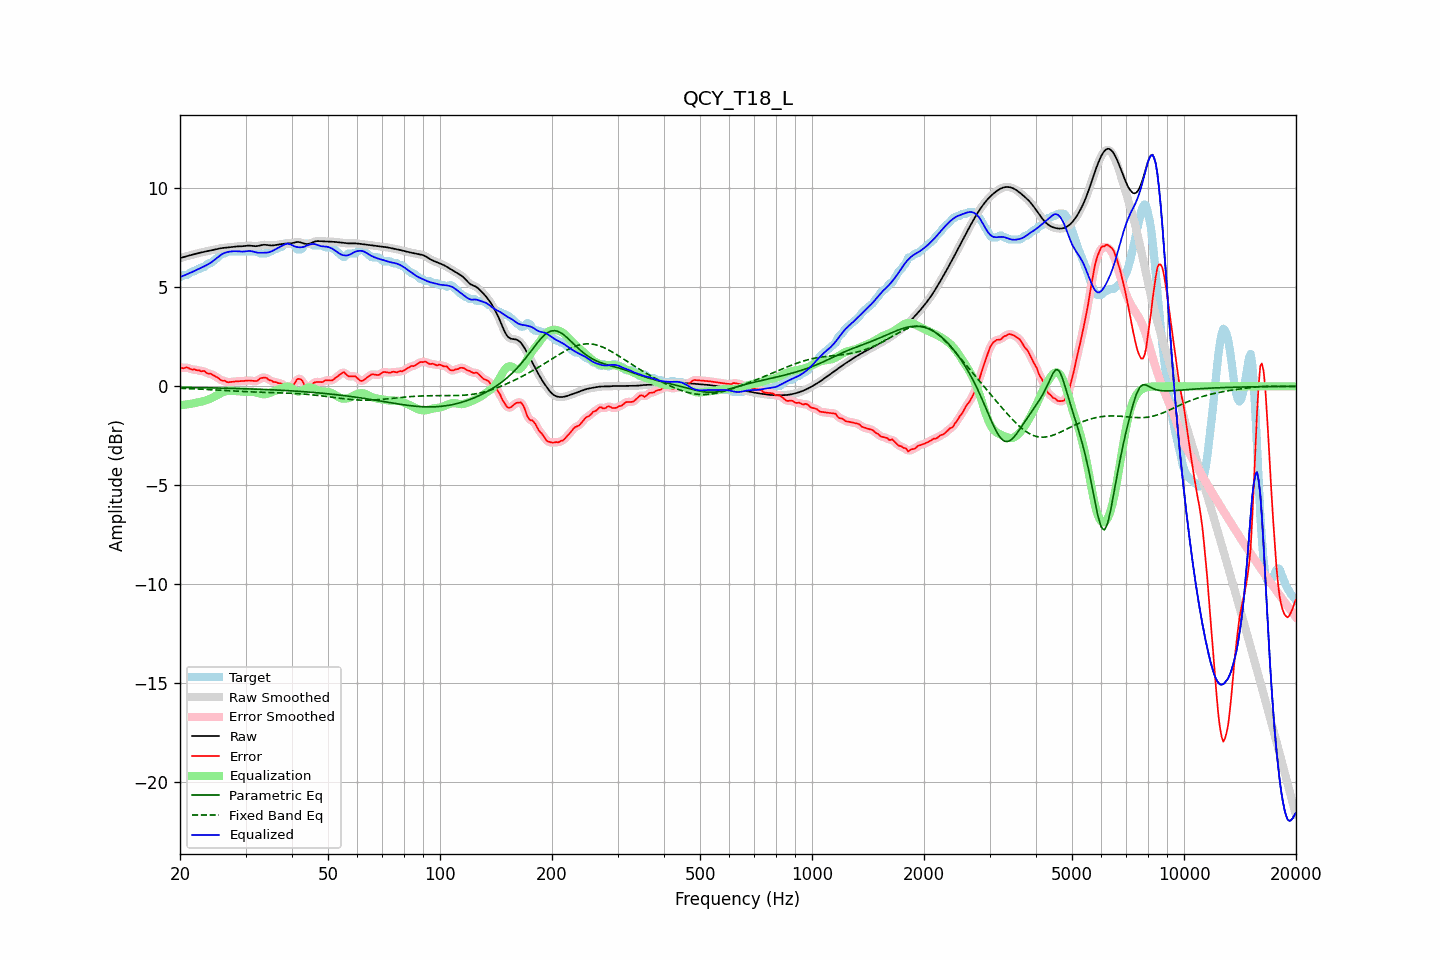 QCY_T18_L
Amplitude (dBr)
10
5
0
−5
−10
−15
−20
Target
Raw Smoothed
Error Smoothed
Raw
Error
Equalization
Parametric Eq
Fixed Band Eq
Equalized
20 50 100 200 500 1000 2000 5000 10000 20000
Frequency (Hz)